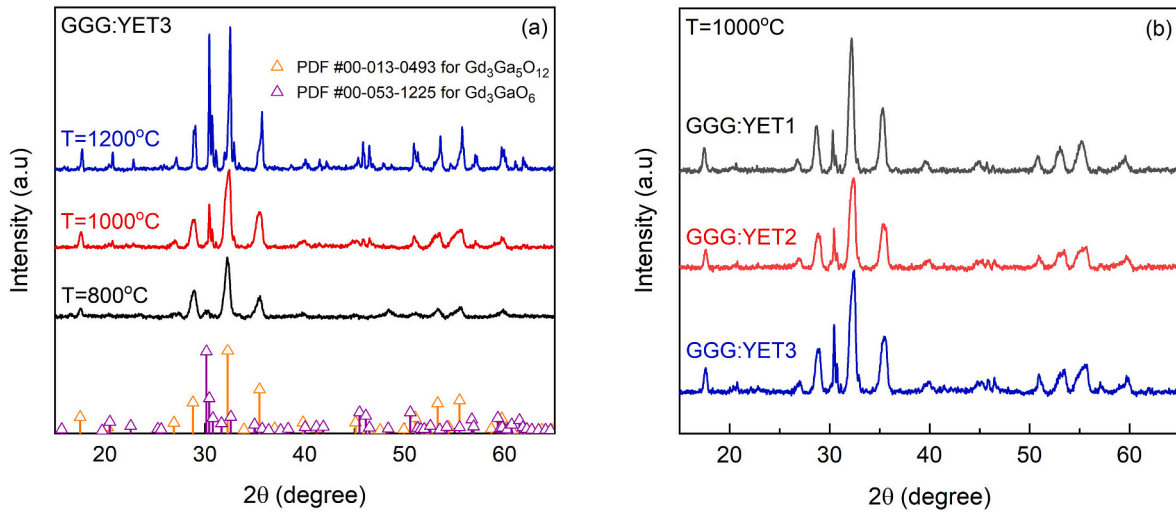 GGG:YET3
(a)
PDF #00-013-0493 for Gd₃Ga₅O₁₂
PDF #00-053-1225 for Gd₃GaO₆
T=1200°C
T=1000°C
T=800°C
Intensity (a.u)
20 30 40 50 60
2θ (degree)
T=1000°C
(b)
GGG:YET1
GGG:YET2
GGG:YET3
Intensity (a.u)
20 30 40 50 60
2θ (degree)